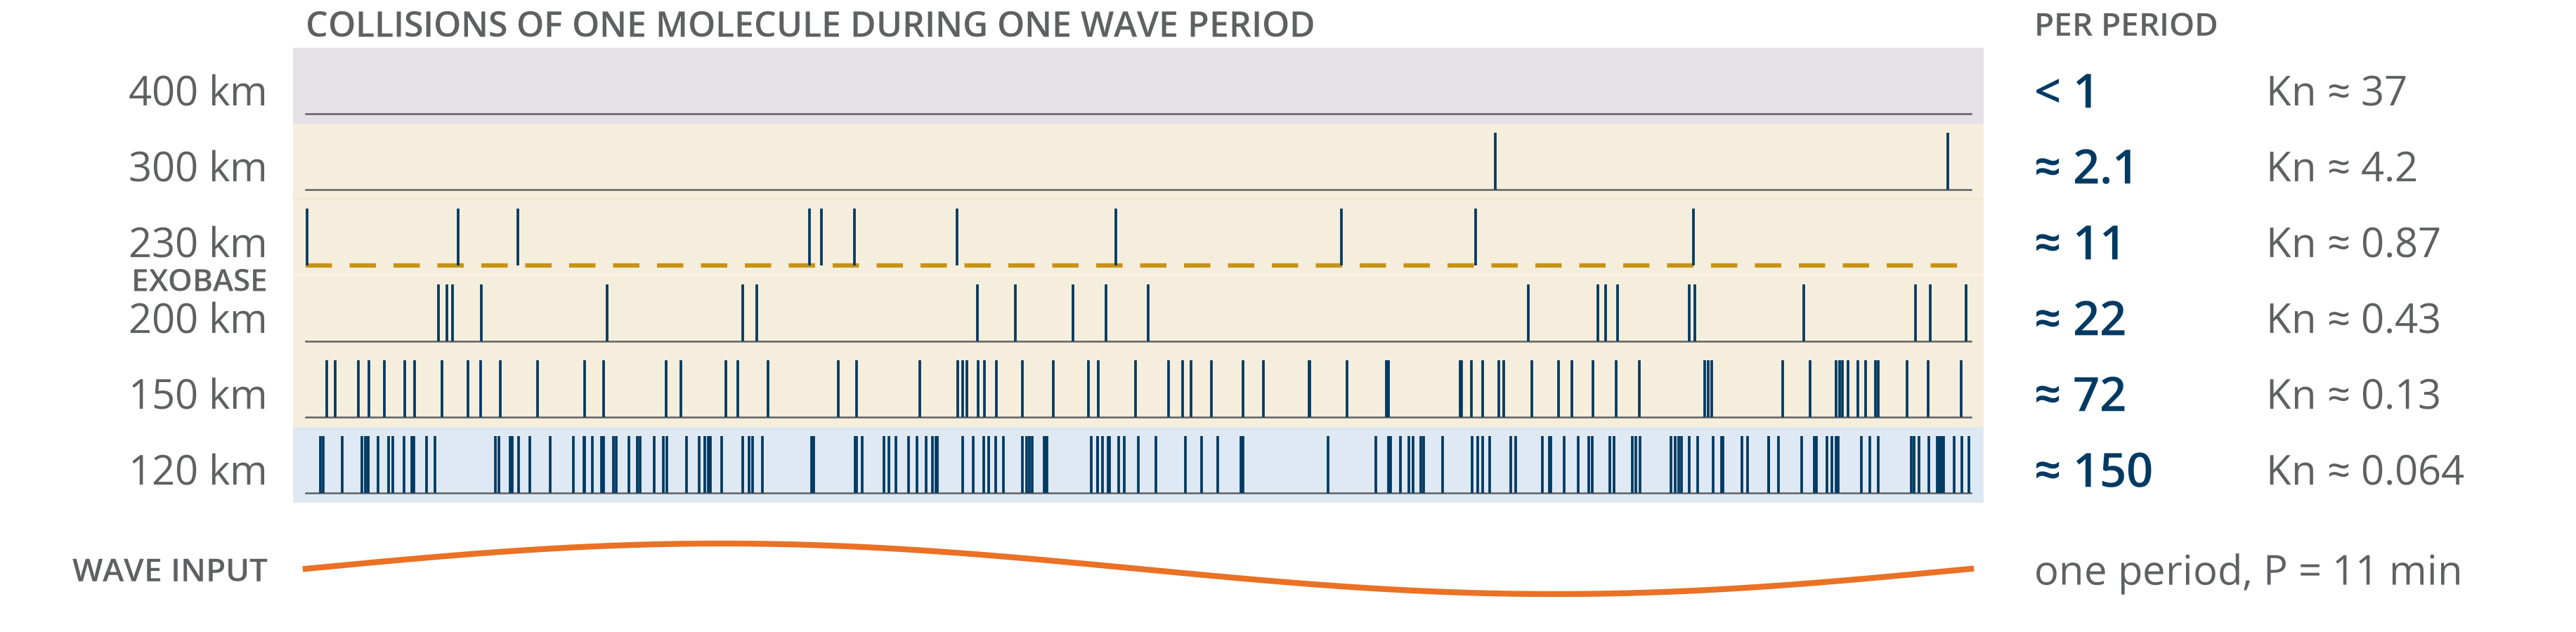 COLLISIONS OF ONE MOLECULE DURING ONE WAVE PERIOD PER PERIOD
400 km < 1 Kn ≈ 37
300 km ≈ 2.1 Kn ≈ 4.2
230 km ≈ 11 Kn ≈ 0.87
EXOBASE
200 km ≈ 22 Kn ≈ 0.43
150 km ≈ 72 Kn ≈ 0.13
120 km ≈ 150 Kn ≈ 0.064
WAVE INPUT one period, P = 11 min